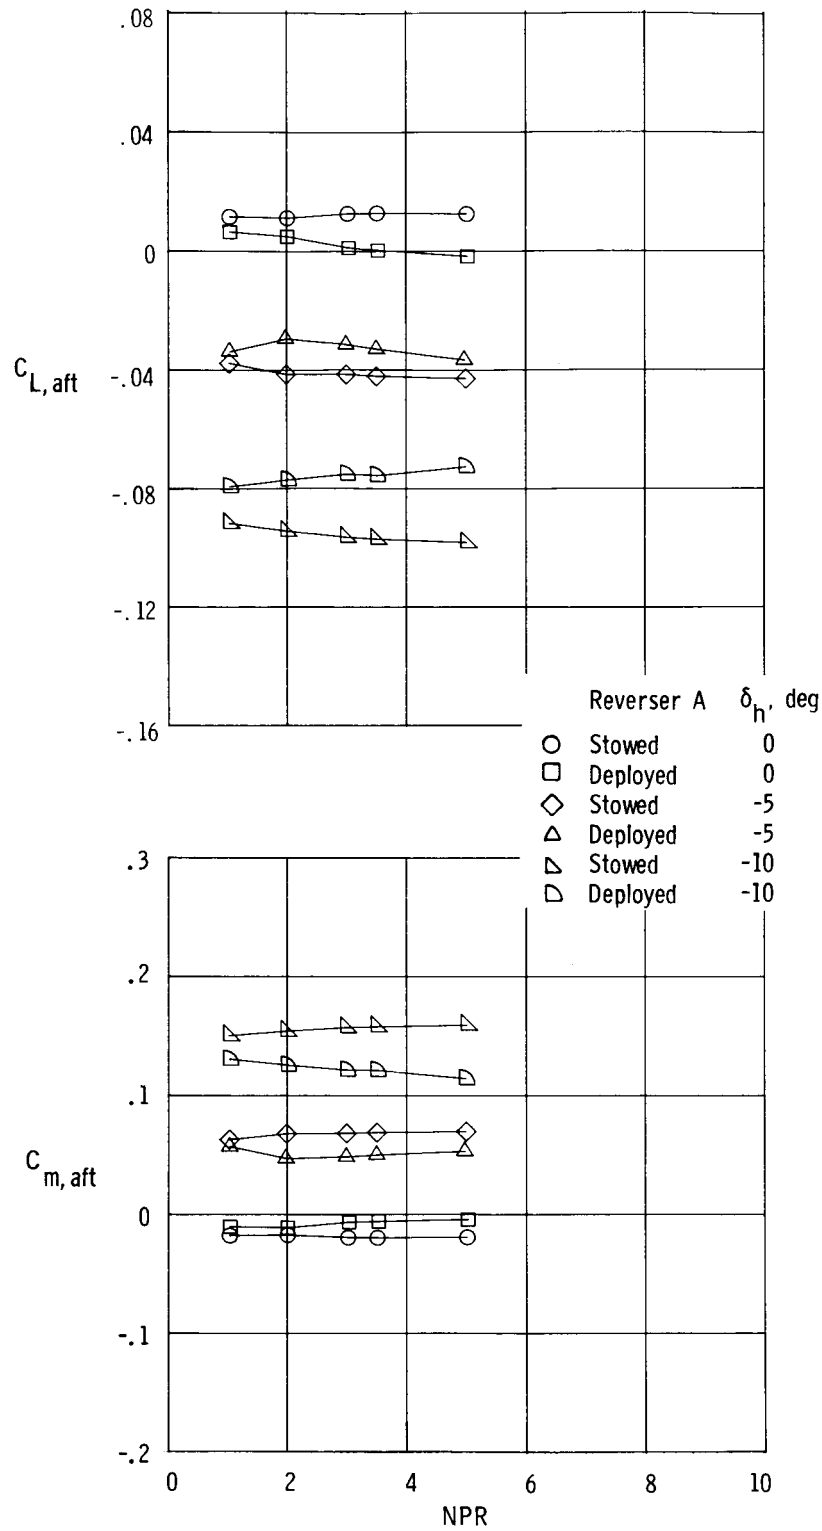 .08
.04
0
C_L, aft
-.04
-.08
-.12
-.16
Reverser A δ_h, deg
Stowed 0
Deployed 0
Stowed -5
Deployed -5
Stowed -10
Deployed -10
.3
.2
.1
C_m, aft
0
-.1
-.2
0 2 4 6 8 10
NPR